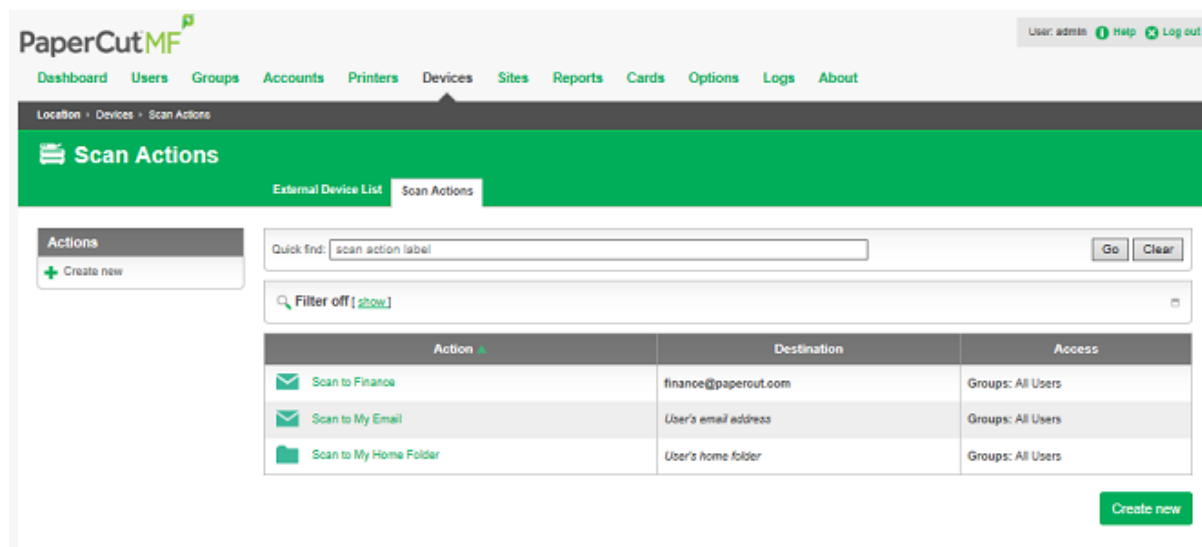 PaperCut MF
User: admin Help Log out
Dashboard Users Groups Accounts Printers Devices Sites Reports Cards Options Logs About
Location › Devices › Scan Actions
Scan Actions
External Device List Scan Actions
Actions
Create new
Quick find: scan action label Go Clear
Filter off [ show ]
Action Destination Access
Scan to Finance finance@papercut.com Groups: All Users
Scan to My Email User's email address Groups: All Users
Scan to My Home Folder User's home folder Groups: All Users
Create new